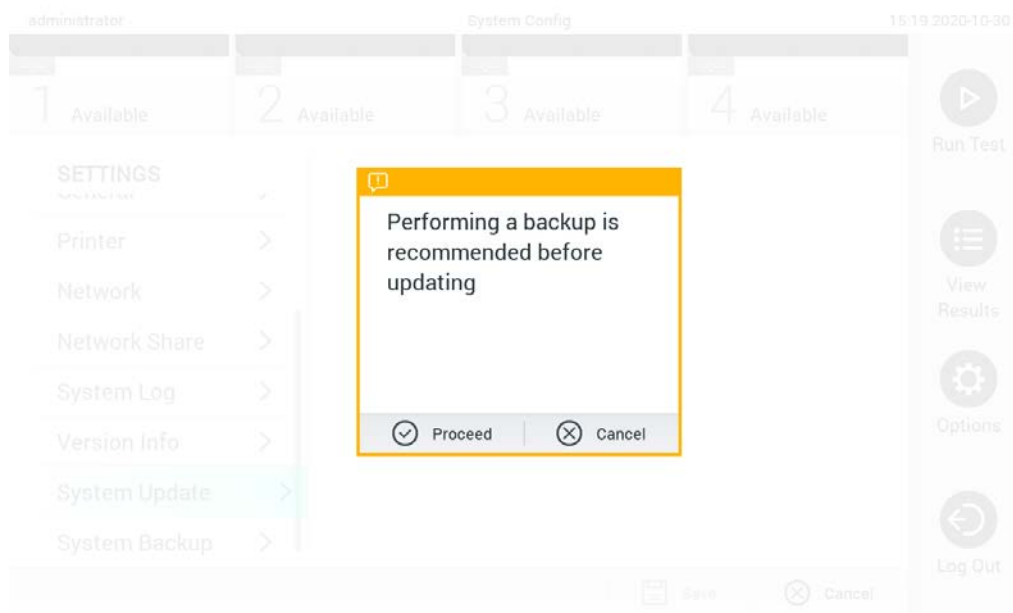 administrator
System Config
15:19 2020-10-30
1 Available
2 Available
3 Available
4 Available
Run Test
SETTINGS
General
Printer
Network
Network Share
System Log
Version Info
System Update
System Backup
Performing a backup is
recommended before
updating
Proceed
Cancel
View
Results
Options
Log Out
Save
Cancel